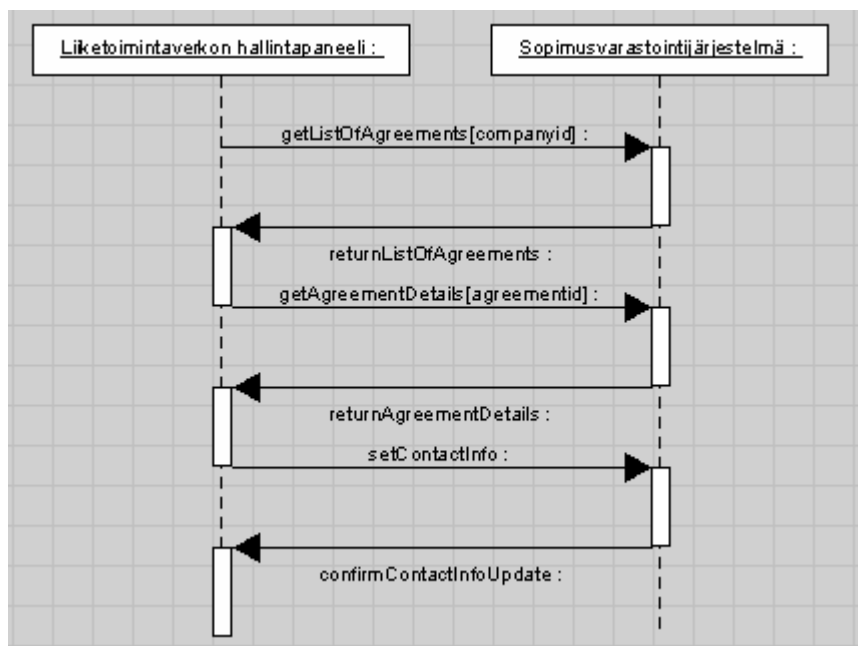 Liiketoimintaverkon hallintapaneeli :
Sopimusvarastointijärjestelmä :
getListOfAgreements[companyid] :
returnListOfAgreements :
getAgreementDetails[agreementid] :
returnAgreementDetails :
setContactInfo :
confirmContactInfoUpdate :